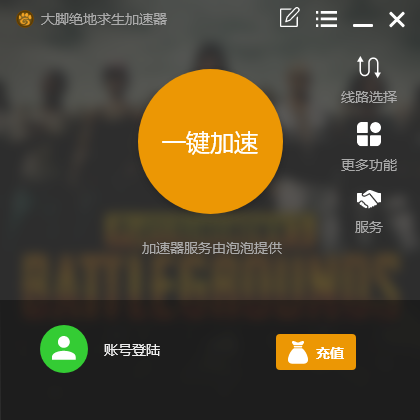 大脚绝地求生加速器
线路选择
一键加速
更多功能
服务
加速器服务由泡泡提供
BATTLEGROUNDS
账号登陆
充值